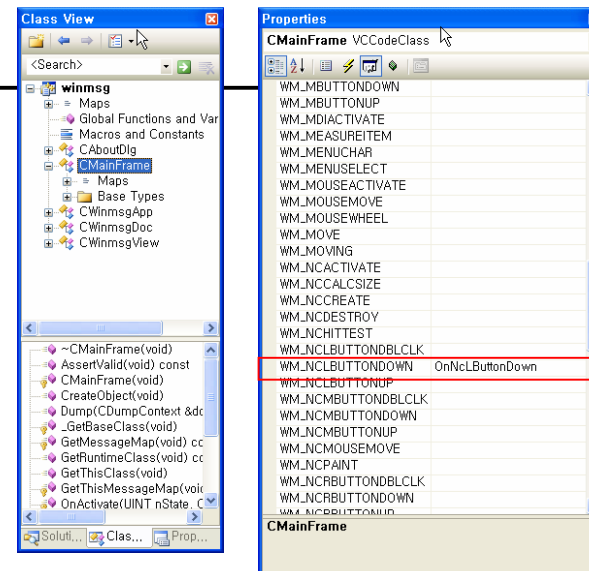 Class View
<Search>
winmsg
Maps
Global Functions and Var
Macros and Constants
CAboutDlg
CMainFrame
Maps
Base Types
CWinmsgApp
CWinmsgDoc
CWinmsgView
~CMainFrame(void)
AssertValid(void) const
CMainFrame(void)
CreateObject(void)
Dump(CDumpContext &dc
_GetBaseClass(void)
GetMessageMap(void) cc
GetRuntimeClass(void) cc
GetThisClass(void)
GetThisMessageMap(voic
OnActivate(UINT nState, C
Soluti...
Clas...
Prop...
Properties
CMainFrame VCCodeClass
WM_MBUTTONDOWN
WM_MBUTTONUP
WM_MDIACTIVATE
WM_MEASUREITEM
WM_MENUCHAR
WM_MENUSELECT
WM_MOUSEACTIVATE
WM_MOUSEMOVE
WM_MOUSEWHEEL
WM_MOVE
WM_MOVING
WM_NCACTIVATE
WM_NCCALCSIZE
WM_NCCREATE
WM_NCDESTROY
WM_NCHITTEST
WM_NCLBUTTONDBLCLK
WM_NCLBUTTONDOWN OnNcLButtonDown
WM_NCLBUTTONUP
WM_NCMBUTTONDBLCLK
WM_NCMBUTTONDOWN
WM_NCMBUTTONUP
WM_NCMOUSEMOVE
WM_NCPAINT
WM_NCRBUTTONDBLCLK
WM_NCRBUTTONDOWN
WM_NCRBUTTONUP
CMainFrame